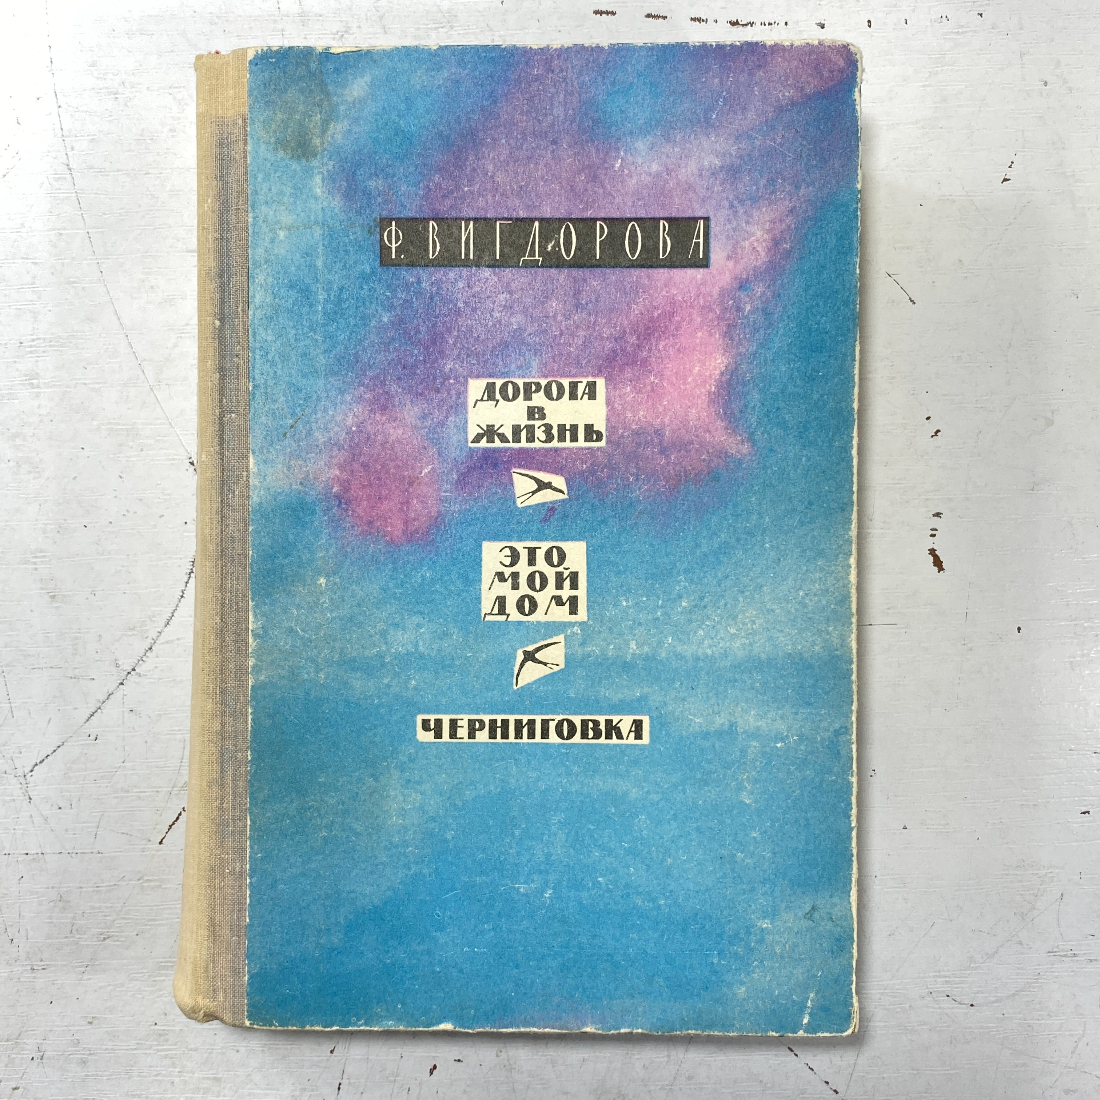 Ф. ВИГДОРОВА
ДОРОГА
В
ЖИЗНЬ
ЭТО
МОЙ
ДОМ
ЧЕРНИГОВКА